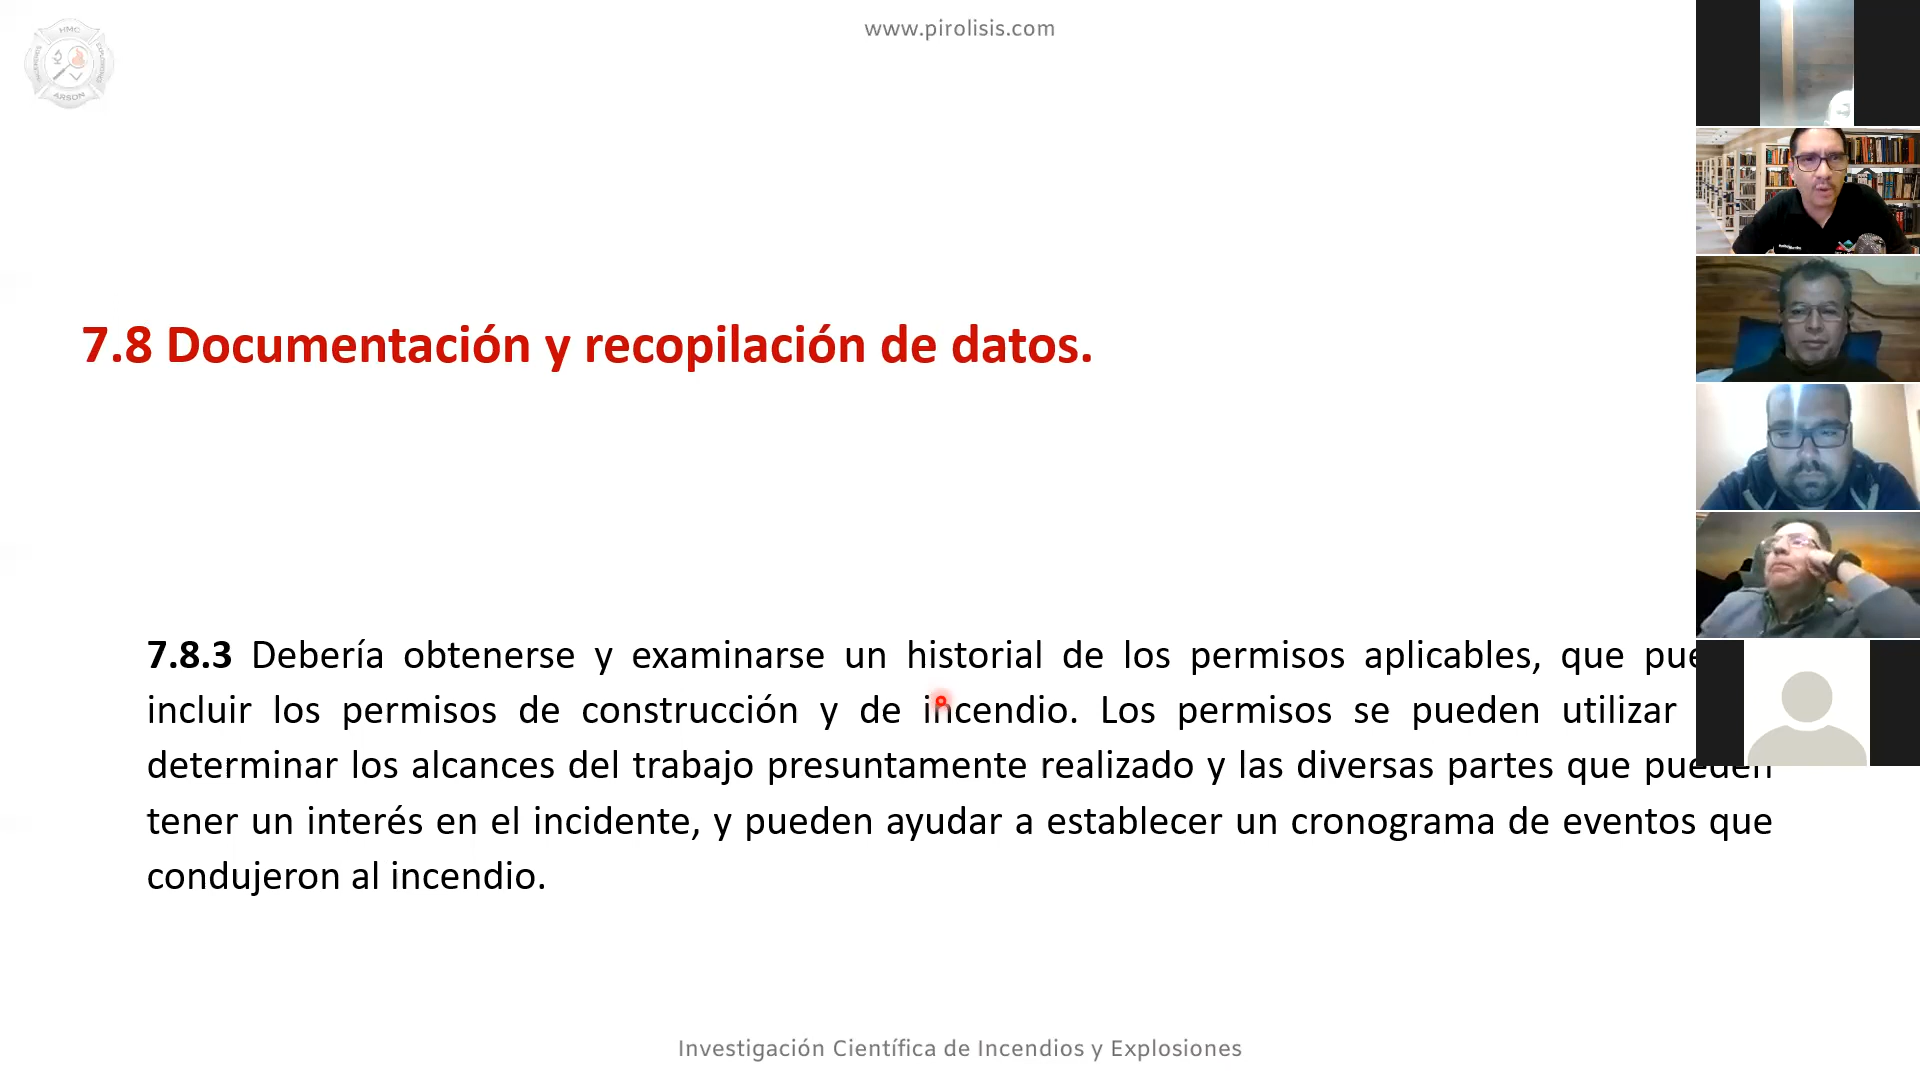 www.pirolisis.com
HMC
ARSON
7.8 Documentación y recopilación de datos.
7.8.3 Debería obtenerse y examinarse un historial de los permisos aplicables, que
incluir los permisos de construcción y de incendio. Los permisos se pueden utilizar
determinar los alcances del trabajo presuntamente realizado y las diversas partes que pueden
tener un interés en el incidente, y pueden ayudar a establecer un cronograma de eventos que
condujeron al incendio.
Investigación Científica de Incendios y Explosiones